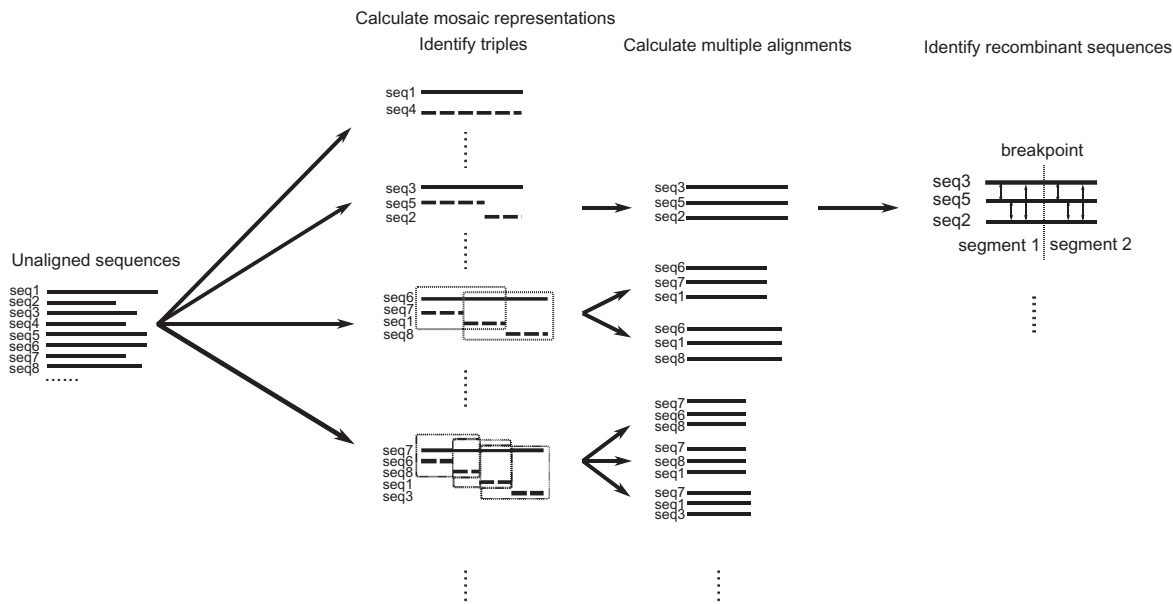 Calculate mosaic representations
Identify triples
Calculate multiple alignments
Identify recombinant sequences
Unaligned sequences
seq1
seq2
seq3
seq4
seq5
seq6
seq7
seq8
seq1
seq4
seq3
seq5
seq2
seq6
seq7
seq1
seq8
seq7
seq6
seq8
seq1
seq3
seq3
seq5
seq2
seq6
seq7
seq1
seq6
seq1
seq8
seq7
seq6
seq8
seq7
seq8
seq1
seq7
seq1
seq3
breakpoint
seq3
seq5
seq2
segment 1 segment 2